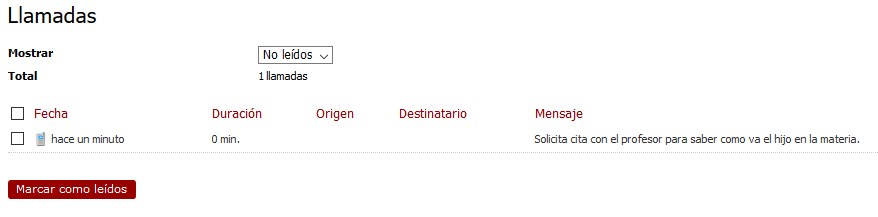 Llamadas
Mostrar No leídos
Total 1 llamadas
Fecha Duración Origen Destinatario Mensaje
hace un minuto 0 min. Solicita cita con el profesor para saber como va el hijo en la materia.
Marcar como leídos